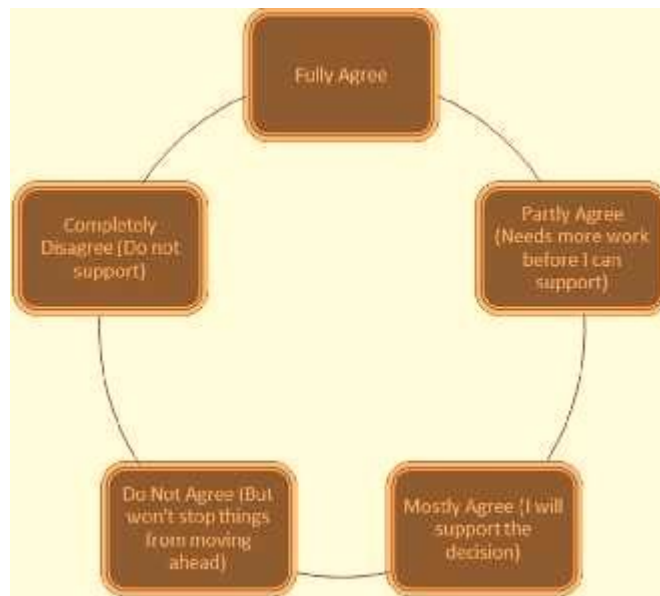 Fully Agree
Partly Agree
(Needs more work
before I can
support)
Mostly Agree (I will
support the
decision)
Do Not Agree (But
won't stop things
from moving
ahead)
Completely
Disagree (Do not
support)